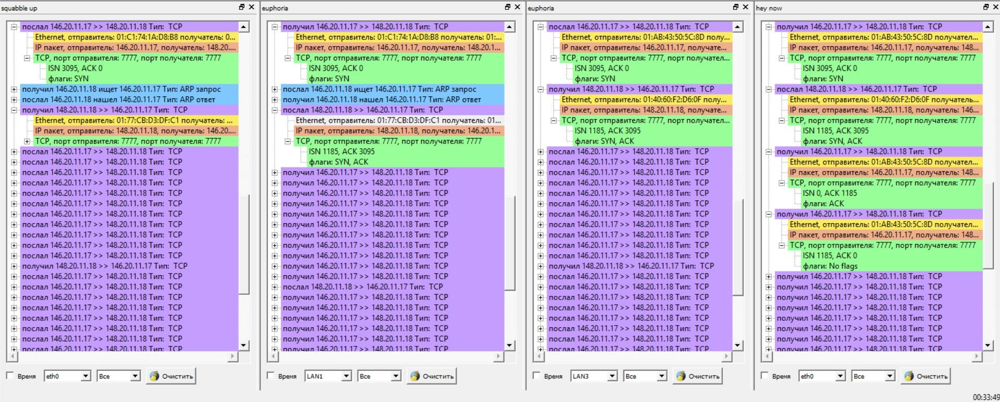 squabble up
послал 146.20.11.17 >> 148.20.11.18 Тип: TCP
Ethernet, отправитель: 01:C1:74:1A:D8:B8 получатель: 0...
IP пакет, отправитель: 146.20.11.17, получатель: 148.20....
TCP, порт отправителя: 7777, порт получателя: 7777
ISN 3095, ACK 0
флаги: SYN
получил 146.20.11.18 ищет 146.20.11.17 Тип: ARP запрос
послал 146.20.11.18 нашел 146.20.11.17 Тип: ARP ответ
получил 148.20.11.18 >> 146.20.11.17 Тип: TCP
Ethernet, отправитель: 01:77:CB:D3:DF:C1 получатель: ...
IP пакет, отправитель: 148.20.11.18, получатель: 146.20....
TCP, порт отправителя: 7777, порт получателя: 7777
послал 146.20.11.17 >> 148.20.11.18 Тип: TCP
послал 146.20.11.17 >> 148.20.11.18 Тип: TCP
послал 146.20.11.17 >> 148.20.11.18 Тип: TCP
послал 146.20.11.17 >> 148.20.11.18 Тип: TCP
послал 146.20.11.17 >> 148.20.11.18 Тип: TCP
послал 146.20.11.17 >> 148.20.11.18 Тип: TCP
послал 146.20.11.17 >> 148.20.11.18 Тип: TCP
послал 146.20.11.17 >> 148.20.11.18 Тип: TCP
послал 146.20.11.17 >> 148.20.11.18 Тип: TCP
послал 146.20.11.17 >> 148.20.11.18 Тип: TCP
послал 146.20.11.17 >> 148.20.11.18 Тип: TCP
получил 148.20.11.18 >> 146.20.11.17 Тип: TCP
послал 146.20.11.17 >> 148.20.11.18 Тип: TCP
послал 146.20.11.17 >> 148.20.11.18 Тип: TCP
послал 146.20.11.17 >> 148.20.11.18 Тип: TCP
послал 146.20.11.17 >> 148.20.11.18 Тип: TCP
послал 146.20.11.17 >> 148.20.11.18 Тип: TCP
послал 146.20.11.17 >> 148.20.11.18 Тип: TCP
послал 146.20.11.17 >> 148.20.11.18 Тип: TCP
послал 146.20.11.17 >> 148.20.11.18 Тип: TCP
Время eth0 Все Очистить
euphoria
получил 146.20.11.17 >> 148.20.11.18 Тип: TCP
Ethernet, отправитель: 01:C1:74:1A:D8:B8 получатель: 01:...
IP пакет, отправитель: 146.20.11.17, получатель: 148.20.1...
TCP, порт отправителя: 7777, порт получателя: 7777
ISN 3095, ACK 0
флаги: SYN
послал 146.20.11.18 ищет 146.20.11.17 Тип: ARP запрос
получил 146.20.11.18 нашел 146.20.11.17 Тип: ARP ответ
послал 148.20.11.18 >> 146.20.11.17 Тип: TCP
Ethernet, отправитель: 01:77:CB:D3:DF:C1 получатель: 01...
IP пакет, отправитель: 148.20.11.18, получатель: 146.20.1...
TCP, порт отправителя: 7777, порт получателя: 7777
ISN 1185, ACK 3095
флаги: SYN, ACK
получил 146.20.11.17 >> 148.20.11.18 Тип: TCP
получил 146.20.11.17 >> 148.20.11.18 Тип: TCP
получил 146.20.11.17 >> 148.20.11.18 Тип: TCP
получил 146.20.11.17 >> 148.20.11.18 Тип: TCP
получил 146.20.11.17 >> 148.20.11.18 Тип: TCP
получил 146.20.11.17 >> 148.20.11.18 Тип: TCP
получил 146.20.11.17 >> 148.20.11.18 Тип: TCP
получил 146.20.11.17 >> 148.20.11.18 Тип: TCP
получил 146.20.11.17 >> 148.20.11.18 Тип: TCP
получил 146.20.11.17 >> 148.20.11.18 Тип: TCP
получил 146.20.11.17 >> 148.20.11.18 Тип: TCP
послал 148.20.11.18 >> 146.20.11.17 Тип: TCP
получил 146.20.11.17 >> 148.20.11.18 Тип: TCP
получил 146.20.11.17 >> 148.20.11.18 Тип: TCP
получил 146.20.11.17 >> 148.20.11.18 Тип: TCP
получил 146.20.11.17 >> 148.20.11.18 Тип: TCP
получил 146.20.11.17 >> 148.20.11.18 Тип: TCP
получил 146.20.11.17 >> 148.20.11.18 Тип: TCP
Время LAN1 Все Очистить
euphoria
послал 146.20.11.17 >> 148.20.11.18 Тип: TCP
Ethernet, отправитель: 01:AB:43:50:5C:8D полу...
IP пакет, отправитель: 146.20.11.17, получате...
TCP, порт отправителя: 7777, порт получател...
ISN 3095, ACK 0
флаги: SYN
получил 148.20.11.18 >> 146.20.11.17 Тип: TCP
Ethernet, отправитель: 01:40:60:F2:D6:0F полу...
IP пакет, отправитель: 148.20.11.18, получате...
TCP, порт отправителя: 7777, порт получател...
ISN 1185, ACK 3095
флаги: SYN, ACK
послал 146.20.11.17 >> 148.20.11.18 Тип: TCP
послал 146.20.11.17 >> 148.20.11.18 Тип: TCP
послал 146.20.11.17 >> 148.20.11.18 Тип: TCP
послал 146.20.11.17 >> 148.20.11.18 Тип: TCP
послал 146.20.11.17 >> 148.20.11.18 Тип: TCP
послал 146.20.11.17 >> 148.20.11.18 Тип: TCP
послал 146.20.11.17 >> 148.20.11.18 Тип: TCP
послал 146.20.11.17 >> 148.20.11.18 Тип: TCP
послал 146.20.11.17 >> 148.20.11.18 Тип: TCP
послал 146.20.11.17 >> 148.20.11.18 Тип: TCP
послал 146.20.11.17 >> 148.20.11.18 Тип: TCP
получил 148.20.11.18 >> 146.20.11.17 Тип: TCP
послал 146.20.11.17 >> 148.20.11.18 Тип: TCP
послал 146.20.11.17 >> 148.20.11.18 Тип: TCP
послал 146.20.11.17 >> 148.20.11.18 Тип: TCP
послал 146.20.11.17 >> 148.20.11.18 Тип: TCP
послал 146.20.11.17 >> 148.20.11.18 Тип: TCP
послал 146.20.11.17 >> 148.20.11.18 Тип: TCP
послал 146.20.11.17 >> 148.20.11.18 Тип: TCP
послал 146.20.11.17 >> 148.20.11.18 Тип: TCP
Время LAN3 Все Очистить
hey now
получил 146.20.11.17 >> 148.20.11.18 Тип: TCP
Ethernet, отправитель: 01:AB:43:50:5C:8D получател...
IP пакет, отправитель: 146.20.11.17, получатель: 148...
TCP, порт отправителя: 7777, порт получателя: 7777
ISN 3095, ACK 0
флаги: SYN
послал 148.20.11.18 >> 146.20.11.17 Тип: TCP
Ethernet, отправитель: 01:40:60:F2:D6:0F получатель...
IP пакет, отправитель: 148.20.11.18, получатель: 146...
TCP, порт отправителя: 7777, порт получателя: 7777
ISN 1185, ACK 3095
флаги: SYN, ACK
получил 146.20.11.17 >> 148.20.11.18 Тип: TCP
Ethernet, отправитель: 01:AB:43:50:5C:8D получател...
IP пакет, отправитель: 146.20.11.17, получатель: 148...
TCP, порт отправителя: 7777, порт получателя: 7777
ISN 0, ACK 1185
флаги: ACK
получил 146.20.11.17 >> 148.20.11.18 Тип: TCP
Ethernet, отправитель: 01:AB:43:50:5C:8D получател...
IP пакет, отправитель: 146.20.11.17, получатель: 148...
TCP, порт отправителя: 7777, порт получателя: 7777
ISN 1185, ACK 0
флаги: No flags
получил 146.20.11.17 >> 148.20.11.18 Тип: TCP
получил 146.20.11.17 >> 148.20.11.18 Тип: TCP
получил 146.20.11.17 >> 148.20.11.18 Тип: TCP
получил 146.20.11.17 >> 148.20.11.18 Тип: TCP
получил 146.20.11.17 >> 148.20.11.18 Тип: TCP
получил 146.20.11.17 >> 148.20.11.18 Тип: TCP
получил 146.20.11.17 >> 148.20.11.18 Тип: TCP
получил 146.20.11.17 >> 148.20.11.18 Тип: TCP
Время eth0 Все Очистить
00:33:49